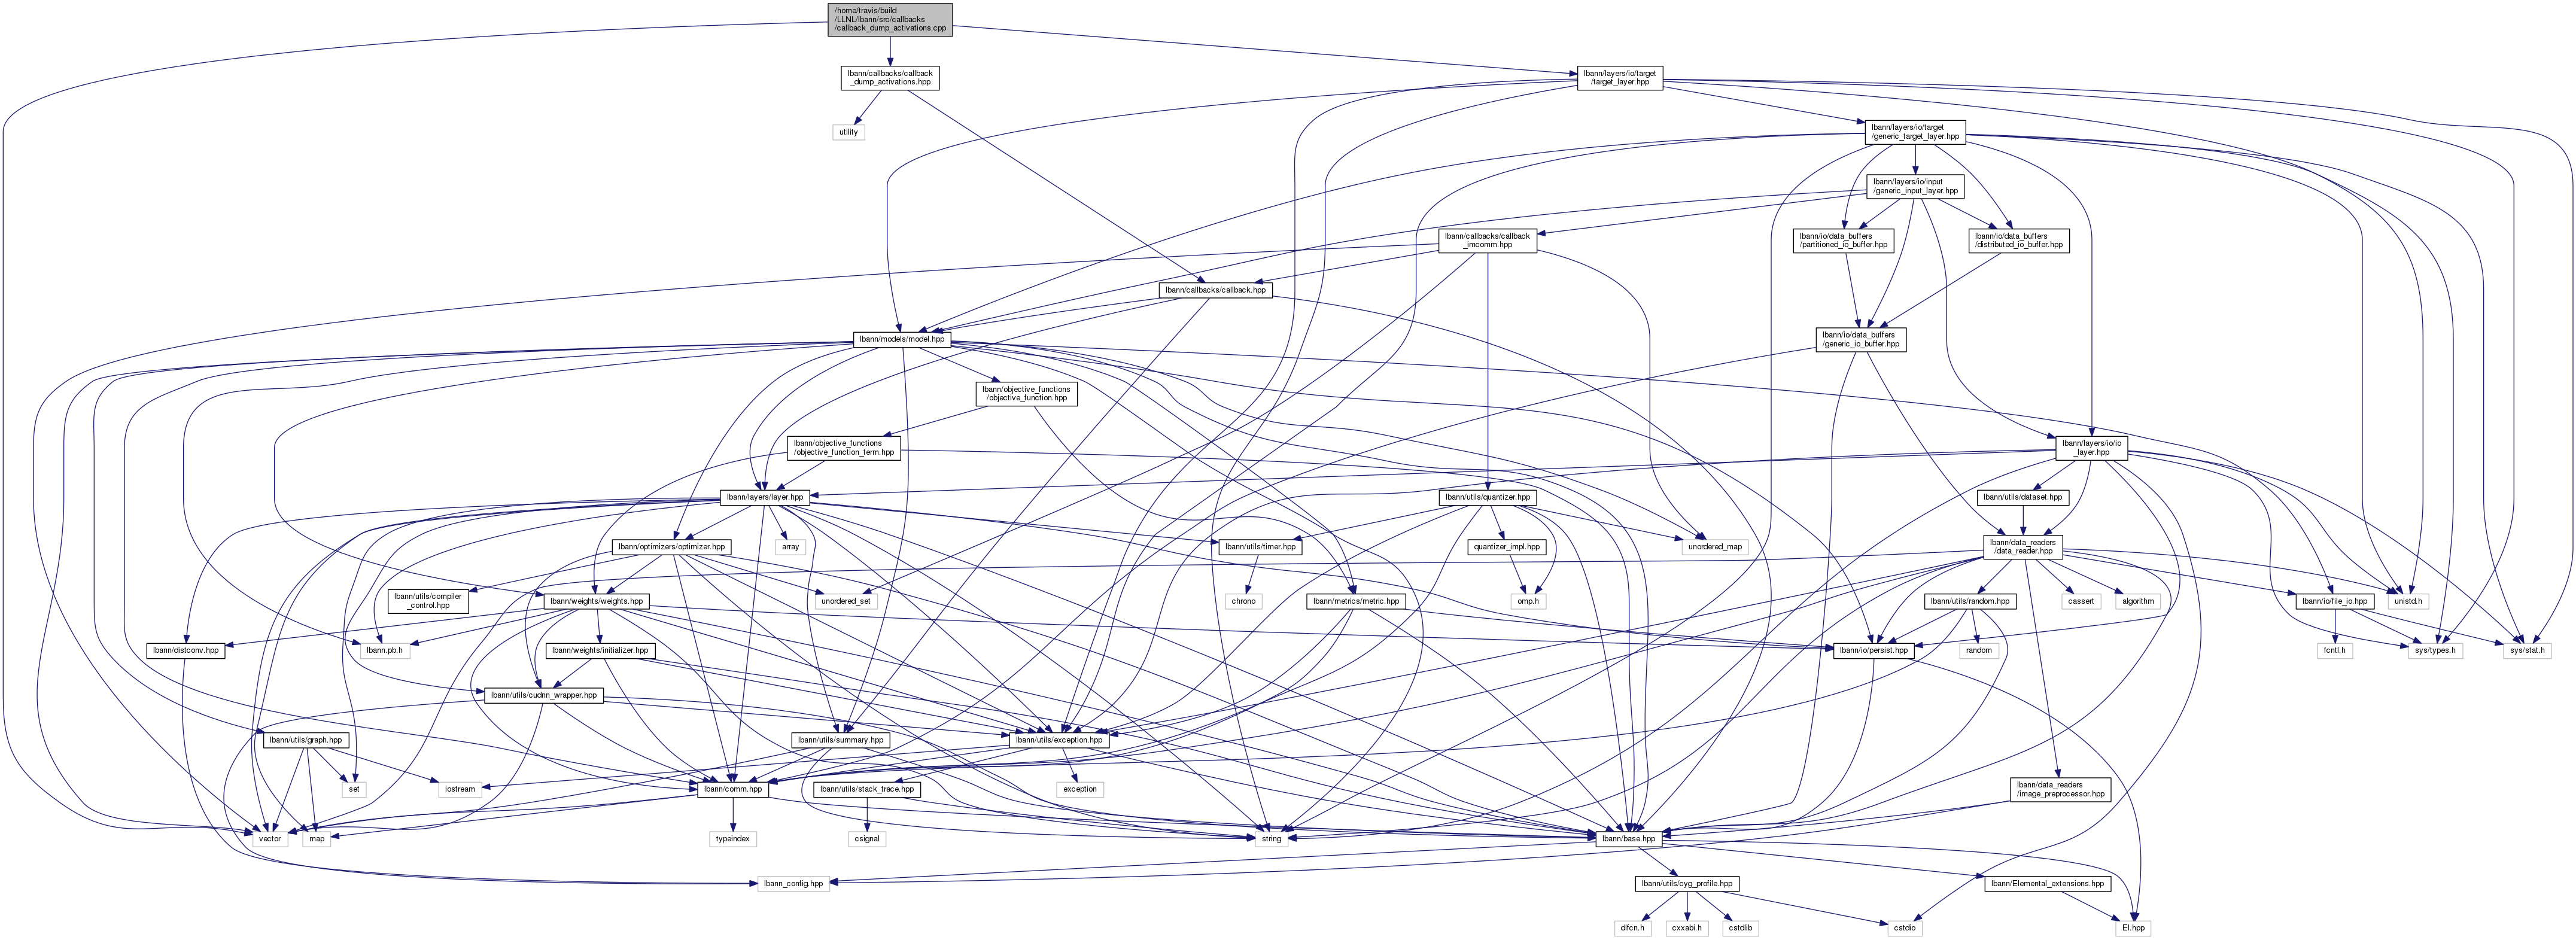 /home/travis/build
/LLNL/lbann/src/callbacks
/callback_dump_activations.cpp
lbann/callbacks/callback
_dump_activations.hpp
lbann/layers/io/target
/target_layer.hpp
utility
lbann/layers/io/target
/generic_target_layer.hpp
lbann/layers/io/input
/generic_input_layer.hpp
lbann/callbacks/callback
_imcomm.hpp
lbann/io/data_buffers
/partitioned_io_buffer.hpp
lbann/io/data_buffers
/distributed_io_buffer.hpp
lbann/callbacks/callback.hpp
lbann/models/model.hpp
lbann/io/data_buffers
/generic_io_buffer.hpp
lbann/objective_functions
/objective_function.hpp
lbann/objective_functions
/objective_function_term.hpp
lbann/layers/io/io
_layer.hpp
lbann/layers/layer.hpp
lbann/utils/quantizer.hpp
lbann/utils/dataset.hpp
lbann/optimizers/optimizer.hpp
array
lbann/utils/timer.hpp
quantizer_impl.hpp
unordered_map
lbann/data_readers
/data_reader.hpp
lbann/utils/compiler
_control.hpp
lbann/weights/weights.hpp
unordered_set
chrono
lbann/metrics/metric.hpp
omp.h
lbann/utils/random.hpp
cassert
algorithm
lbann/io/file_io.hpp
unistd.h
lbann/distconv.hpp
lbann.pb.h
lbann/weights/initializer.hpp
lbann/io/persist.hpp
random
fcntl.h
sys/types.h
sys/stat.h
lbann/utils/cudnn_wrapper.hpp
lbann/utils/graph.hpp
lbann/utils/summary.hpp
lbann/utils/exception.hpp
set
iostream
lbann/comm.hpp
lbann/utils/stack_trace.hpp
exception
lbann/data_readers
/image_preprocessor.hpp
vector
map
typeindex
csignal
string
lbann/base.hpp
lbann_config.hpp
lbann/utils/cyg_profile.hpp
lbann/Elemental_extensions.hpp
dlfcn.h
cxxabi.h
cstdlib
cstdio
El.hpp